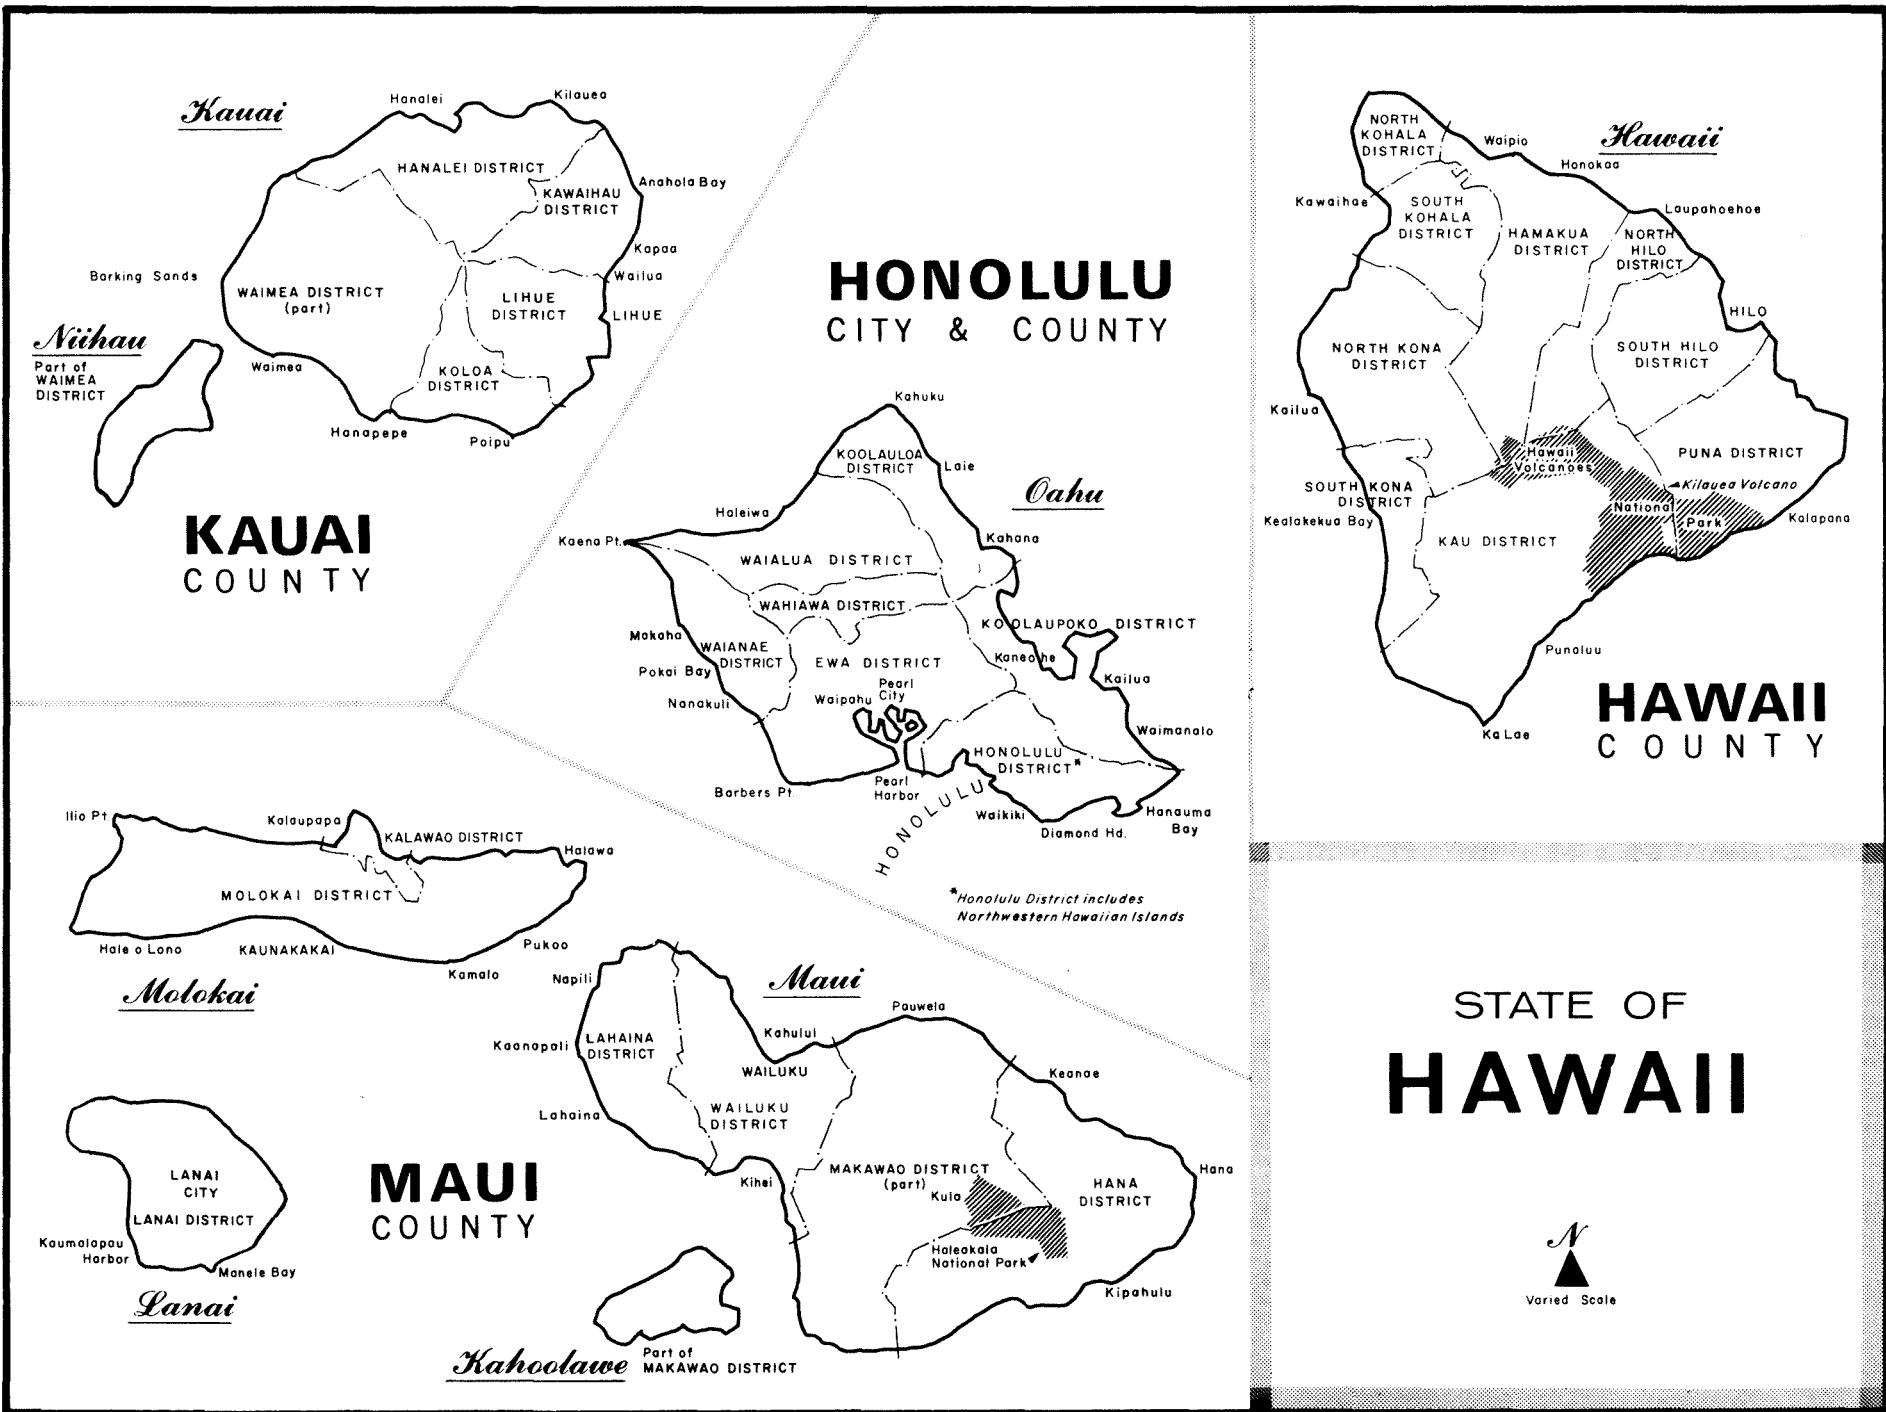 Kauai
Hanalei
Kilauea
HANALEI DISTRICT
KAWAIHAU
DISTRICT
Anahola Bay
Kapaa
Wailua
Barking Sands
WAIMEA DISTRICT
(part)
LIHUE
DISTRICT
LIHUE
Niihau
Part of
WAIMEA
DISTRICT
Waimea
KOLOA
DISTRICT
Hanapepe
Poipu
KAUAI
COUNTY
HONOLULU
CITY & COUNTY
Kahuku
KOOLAULOA
DISTRICT
Laie
Oahu
Haleiwa
Kaena Pt.
Kahana
WAIALUA DISTRICT
WAHIAWA DISTRICT
KOOLAUPOKO DISTRICT
Makaha
WAIANAE
DISTRICT
EWA DISTRICT
Kaneohe
Pokai Bay
Pearl
City
Waipahu
Kailua
Nanakuli
Waimanalo
HONOLULU
DISTRICT*
Barbers Pt.
Pearl
Harbor
HONOLULU
Waikiki
Diamond Hd.
Hanauma
Bay
*Honolulu District includes
Northwestern Hawaiian Islands
NORTH
KOHALA
DISTRICT
Waipio
Hawaii
Honokaa
Kawaihae
SOUTH
KOHALA
DISTRICT
Laupahoehoe
HAMAKUA
DISTRICT
NORTH
HILO
DISTRICT
HILO
NORTH KONA
DISTRICT
SOUTH HILO
DISTRICT
Kailua
Hawaii
Volcanoes
PUNA DISTRICT
SOUTH KONA
DISTRICT
Kilauea Volcano
National
Park
Kealakekua Bay
Kalapana
KAU DISTRICT
Punaluu
Ka Lae
HAWAII
COUNTY
Ilio Pt.
Kalaupapa
KALAWAO DISTRICT
Halawa
MOLOKAI DISTRICT
Hale o Lono
KAUNAKAKAI
Pukoo
Kamalo
Molokai
Napili
Maui
Pauwela
Kaanapali
LAHAINA
DISTRICT
Kahului
WAILUKU
Keanae
Lahaina
WAILUKU
DISTRICT
Kihei
MAKAWAO DISTRICT
(part)
Kula
HANA
DISTRICT
Hana
Haleakala
National Park
Kipahulu
LANAI
CITY
LANAI DISTRICT
Kaumalapau
Harbor
Manele Bay
Lanai
MAUI
COUNTY
Kahoolawe
Part of
MAKAWAO DISTRICT
STATE OF
HAWAII
N
Varied Scale